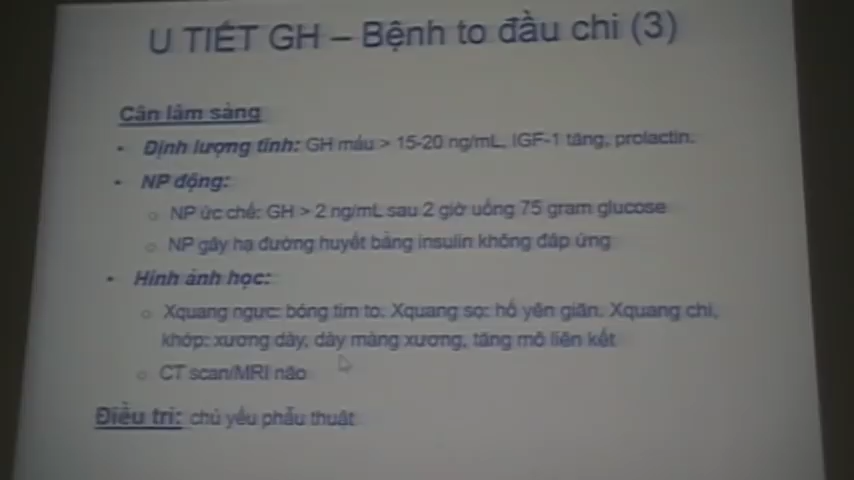 U TIẾT GH – Bệnh to đầu chi (3)
Cận lâm sàng
• Định lượng tĩnh: GH máu > 15-20 ng/mL, IGF-1 tăng, prolactin.
• NP động:
○ NP ức chế: GH > 2 ng/mL sau 2 giờ uống 75 gram glucose
○ NP gây hạ đường huyết bằng insulin không đáp ứng
• Hình ảnh học:
○ Xquang ngực: bóng tim to. Xquang sọ: hố yên giãn. Xquang chi,
khớp: xương dày, dày màng xương, tăng mô liên kết
○ CT scan/MRI não
Điều trị: chủ yếu phẫu thuật